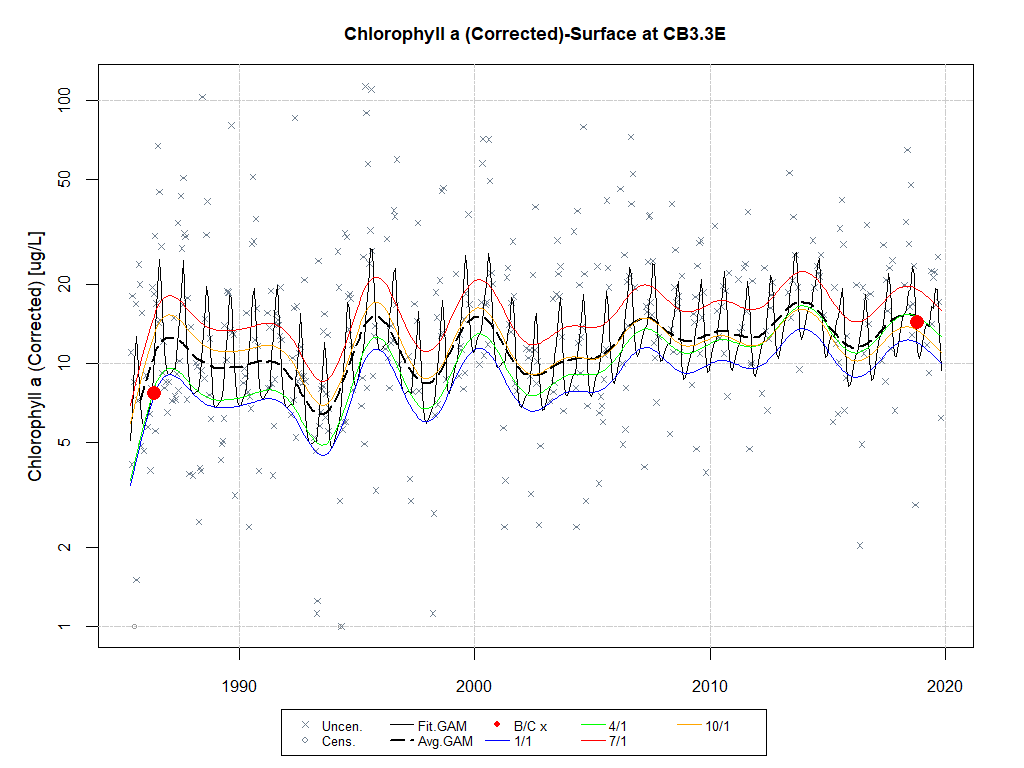 Chlorophyll a (Corrected)-Surface at CB3.3E
Chlorophyll a (Corrected) [ug/L]
100
50
20
10
5
2
1
1990 2000 2010 2020
Uncen. Fit.GAM B/C x 4/1 10/1
Cens. Avg.GAM 1/1 7/1